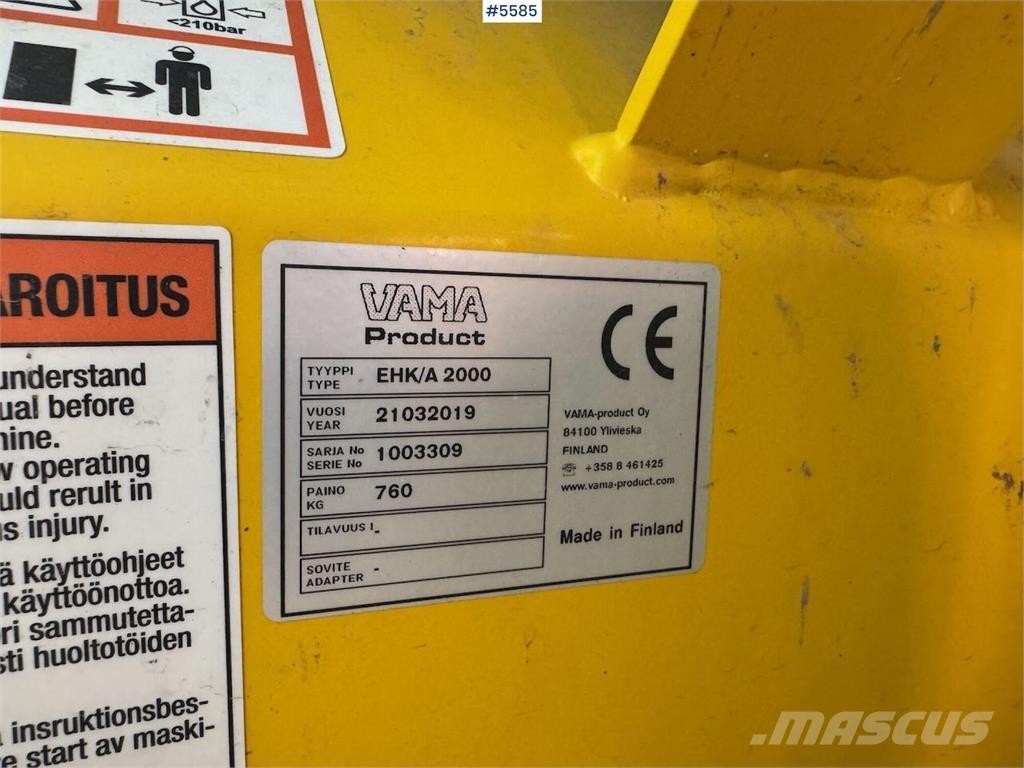 #5585
<210bar
AROITUS
understand
ual before
hine.
w operating
uld rerult in
us injury.
ä käyttöohjeet
käyttöönottoa.
ori sammutetta-
sti huoltotöiden
insruktionsbes-
re start av maski-
VAMA
Product
CE
TYYPPI
TYPE
EHK/A 2000
VUOSI
YEAR
21032019
SARJA No
SERIE No
1003309
PAINO
KG
760
TILAVUUS l -
SOVITE
ADAPTER
-
VAMA-product Oy
84100 Ylivieska
FINLAND
+358 8 461425
www.vama-product.com
Made in Finland
MASCUS